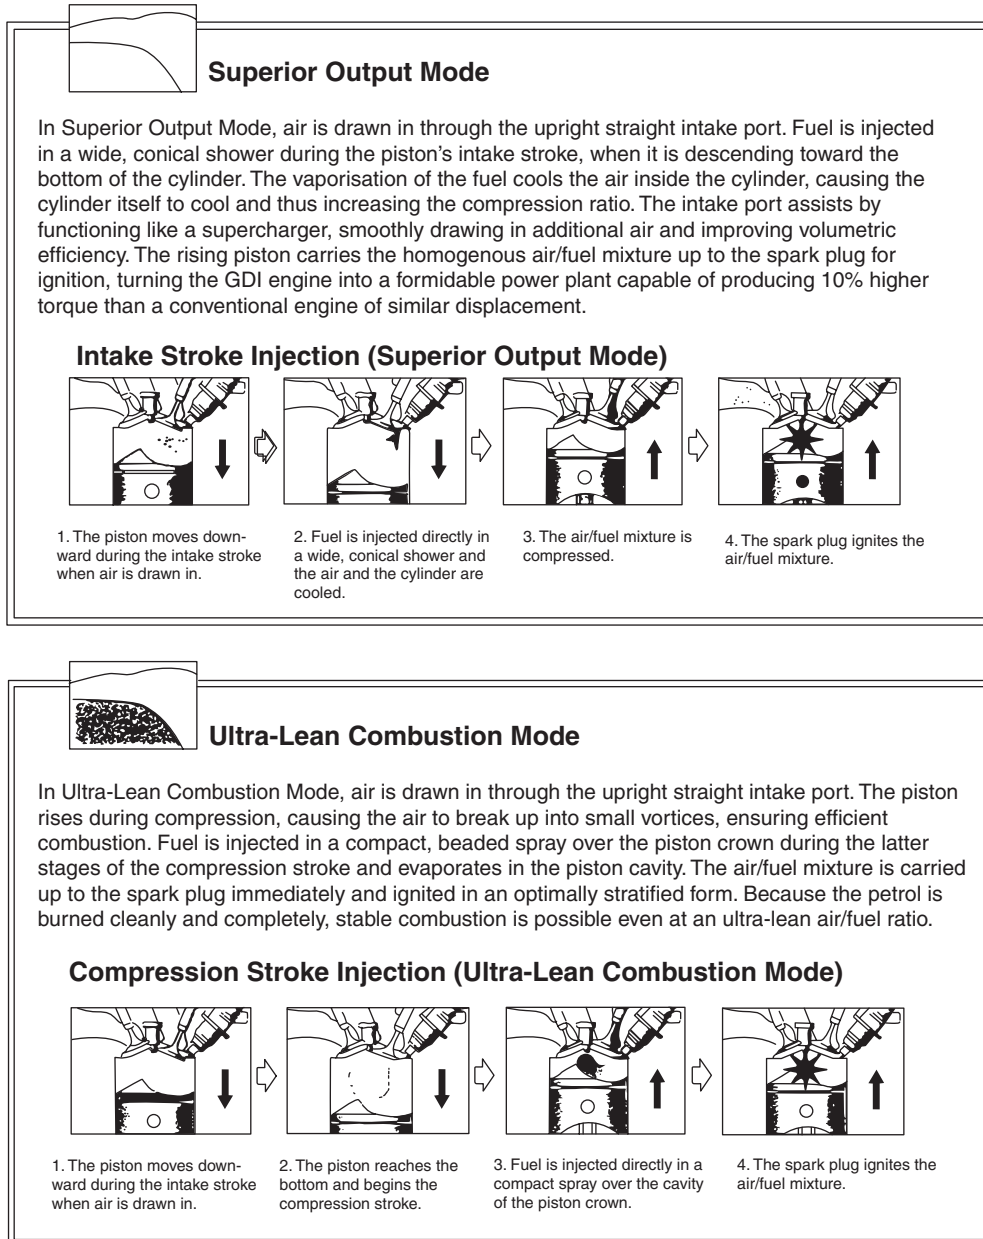 Superior Output Mode
In Superior Output Mode, air is drawn in through the upright straight intake port. Fuel is injected
in a wide, conical shower during the piston's intake stroke, when it is descending toward the
bottom of the cylinder. The vaporisation of the fuel cools the air inside the cylinder, causing the
cylinder itself to cool and thus increasing the compression ratio. The intake port assists by
functioning like a supercharger, smoothly drawing in additional air and improving volumetric
efficiency. The rising piston carries the homogenous air/fuel mixture up to the spark plug for
ignition, turning the GDI engine into a formidable power plant capable of producing 10% higher
torque than a conventional engine of similar displacement.
Intake Stroke Injection (Superior Output Mode)
1. The piston moves down-
ward during the intake stroke
when air is drawn in.
2. Fuel is injected directly in
a wide, conical shower and
the air and the cylinder are
cooled.
3. The air/fuel mixture is
compressed.
4. The spark plug ignites the
air/fuel mixture.
Ultra-Lean Combustion Mode
In Ultra-Lean Combustion Mode, air is drawn in through the upright straight intake port. The piston
rises during compression, causing the air to break up into small vortices, ensuring efficient
combustion. Fuel is injected in a compact, beaded spray over the piston crown during the latter
stages of the compression stroke and evaporates in the piston cavity. The air/fuel mixture is carried
up to the spark plug immediately and ignited in an optimally stratified form. Because the petrol is
burned cleanly and completely, stable combustion is possible even at an ultra-lean air/fuel ratio.
Compression Stroke Injection (Ultra-Lean Combustion Mode)
1. The piston moves down-
ward during the intake stroke
when air is drawn in.
2. The piston reaches the
bottom and begins the
compression stroke.
3. Fuel is injected directly in a
compact spray over the cavity
of the piston crown.
4. The spark plug ignites the
air/fuel mixture.